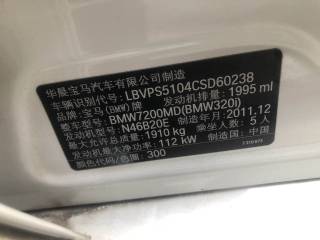 华晨宝马汽车有限公司制造
车辆识别代号: LBVPS5104CSD60238
品牌: 宝马(BMW)牌 发动机排量: 1995 ml
型号: BMW7200MD(BMW320i)
发动机型号: N46B20E 制造年月: 2011.12
最大允许总质量: 1910 kg 乘坐人数: 5 人
发动机最大净功率: 112 kW 制造国: 中国
颜色代码/色圈: 300